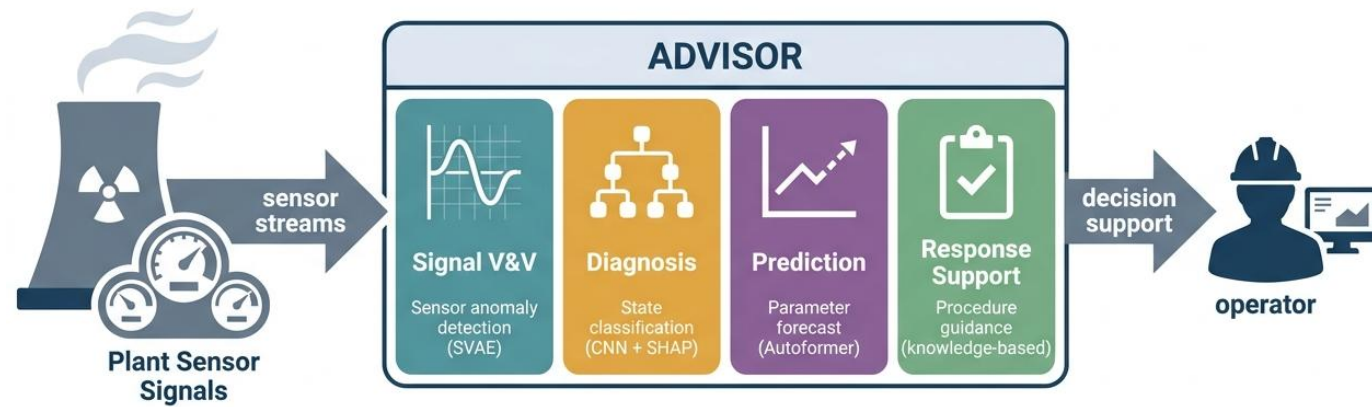 ADVISOR
sensor
streams
Plant Sensor
Signals
Signal V&V
Sensor anomaly
detection
(SVAE)
Diagnosis
State
classification
(CNN + SHAP)
Prediction
Parameter
forecast
(Autoformer)
Response
Support
Procedure
guidance
(knowledge-based)
decision
support
operator